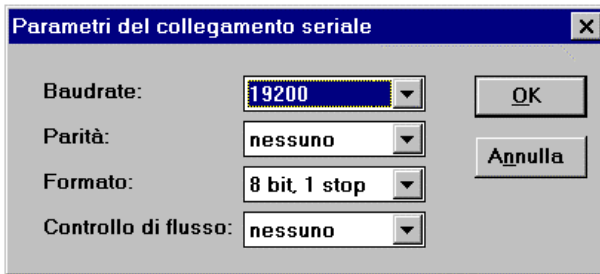 Parametri del collegamento seriale
Baudrate: 19200 OK
Parità: nessuno
Annulla
Formato: 8 bit, 1 stop
Controllo di flusso: nessuno